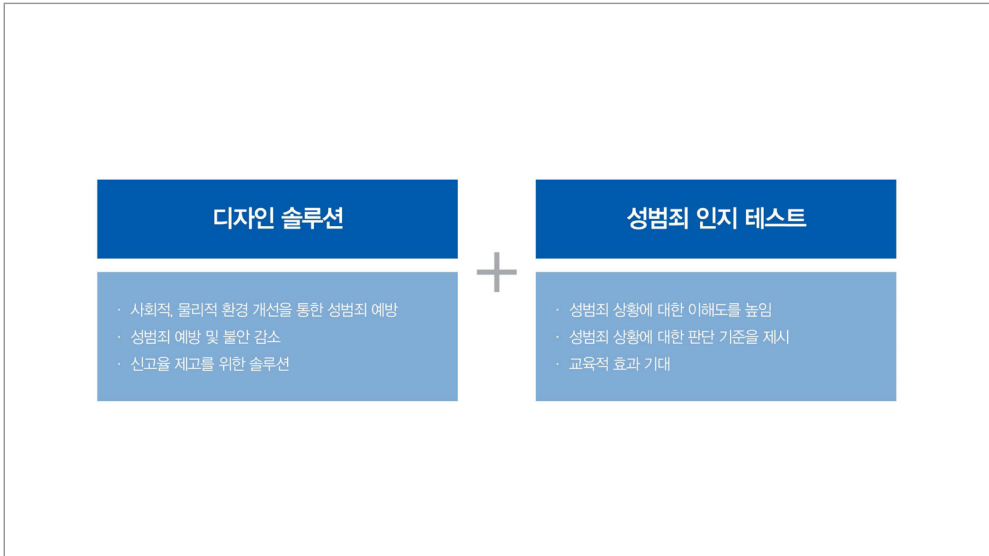 디자인 솔루션
· 사회적, 물리적 환경 개선을 통한 성범죄 예방
· 성범죄 예방 및 불안 감소
· 신고율 제고를 위한 솔루션
+
성범죄 인지 테스트
· 성범죄 상황에 대한 이해도를 높임
· 성범죄 상황에 대한 판단 기준을 제시
· 교육적 효과 기대